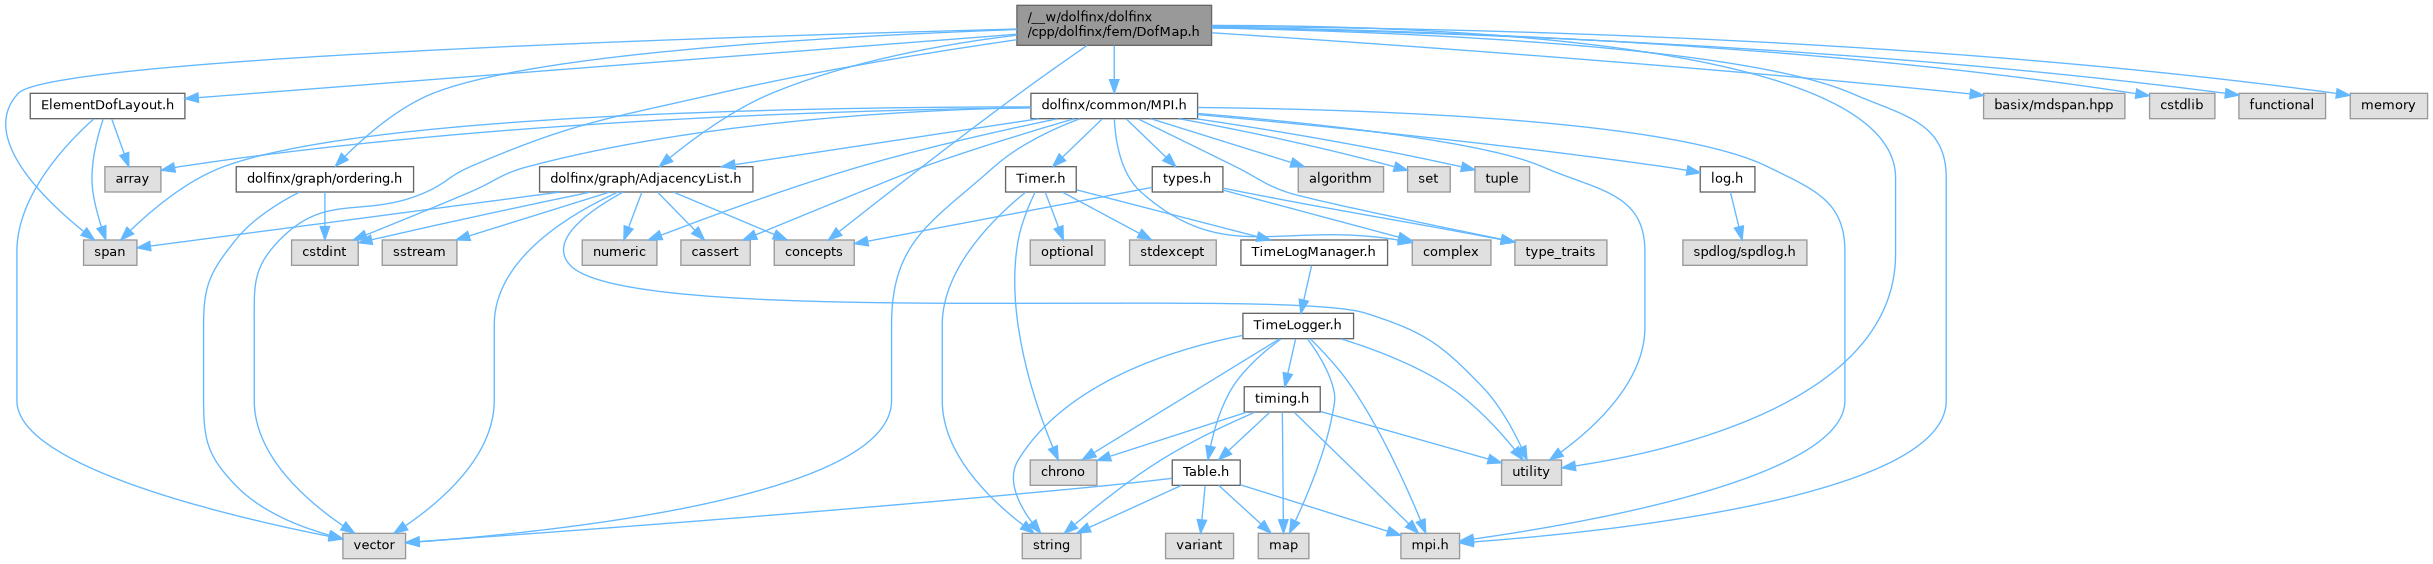 /__w/dolfinx/dolfinx
/cpp/dolfinx/fem/DofMap.h
ElementDofLayout.h
dolfinx/common/MPI.h
basix/mdspan.hpp
cstdlib
functional
memory
array
dolfinx/graph/ordering.h
dolfinx/graph/AdjacencyList.h
Timer.h
types.h
algorithm
set
tuple
log.h
span
cstdint
sstream
numeric
cassert
concepts
optional
stdexcept
TimeLogManager.h
complex
type_traits
spdlog/spdlog.h
TimeLogger.h
timing.h
chrono
Table.h
utility
vector
string
variant
map
mpi.h